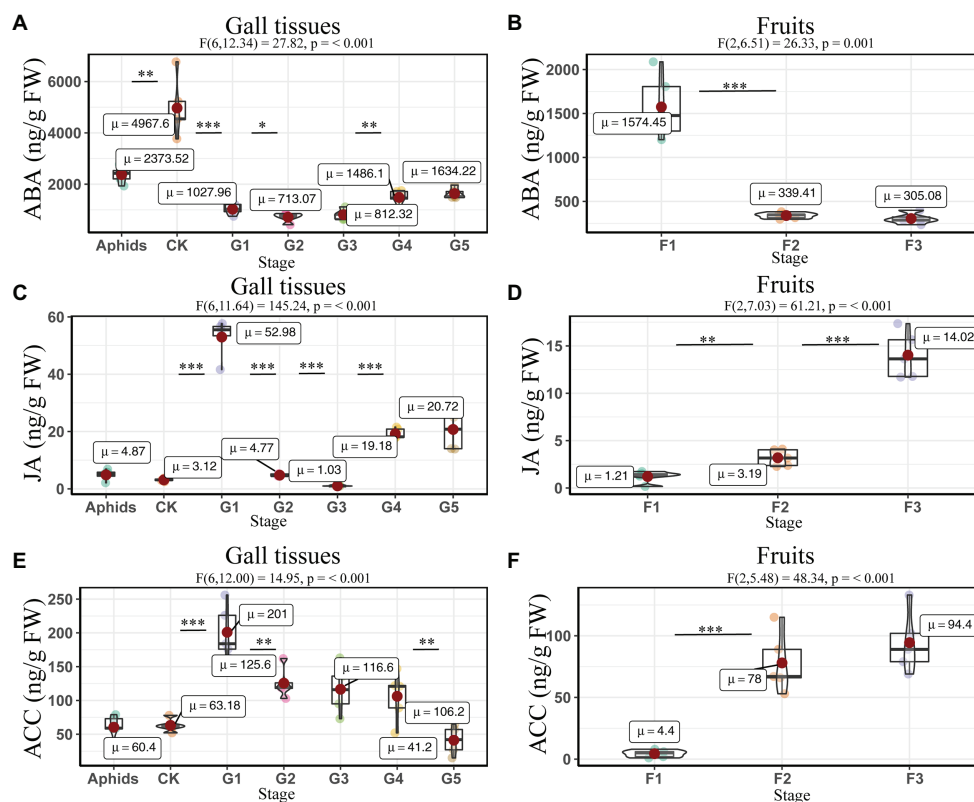 A
Gall tissues
F(6,12.34) = 27.82, p = < 0.001
ABA (ng/g FW)
6000
4000
2000
**
***
*
**
μ = 4967.6
μ = 2373.52
μ = 1027.96
μ = 713.07
μ = 1486.1
μ = 812.32
μ = 1634.22
Aphids CK G1 G2 G3 G4 G5
Stage
B
Fruits
F(2,6.51) = 26.33, p = 0.001
ABA (ng/g FW)
2000
1500
1000
500
***
μ = 1574.45
μ = 339.41
μ = 305.08
F1 F2 F3
Stage
C
Gall tissues
F(6,11.64) = 145.24, p = < 0.001
JA (ng/g FW)
60
40
20
0
***
***
***
***
μ = 52.98
μ = 4.87
μ = 3.12
μ = 4.77
μ = 1.03
μ = 19.18
μ = 20.72
Aphids CK G1 G2 G3 G4 G5
Stage
D
Fruits
F(2,7.03) = 61.21, p = < 0.001
JA (ng/g FW)
15
10
5
0
**
***
μ = 14.02
μ = 1.21
μ = 3.19
F1 F2 F3
Stage
E
Gall tissues
F(6,12.00) = 14.95, p = < 0.001
ACC (ng/g FW)
250
200
150
100
50
***
**
**
μ = 201
μ = 125.6
μ = 116.6
μ = 63.18
μ = 106.2
μ = 60.4
μ = 41.2
Aphids CK G1 G2 G3 G4 G5
Stage
F
Fruits
F(2,5.48) = 48.34, p = < 0.001
ACC (ng/g FW)
100
50
0
***
μ = 94.4
μ = 78
μ = 4.4
F1 F2 F3
Stage